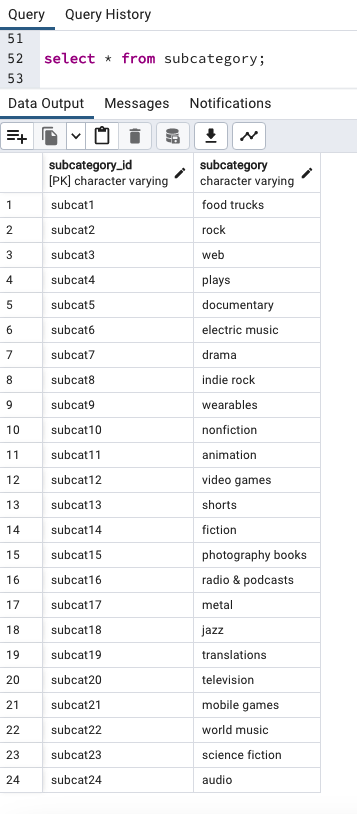 Query Query History
51
52 select * from subcategory;
53
Data Output Messages Notifications
subcategory_id subcategory
[PK] character varying character varying
1 subcat1 food trucks
2 subcat2 rock
3 subcat3 web
4 subcat4 plays
5 subcat5 documentary
6 subcat6 electric music
7 subcat7 drama
8 subcat8 indie rock
9 subcat9 wearables
10 subcat10 nonfiction
11 subcat11 animation
12 subcat12 video games
13 subcat13 shorts
14 subcat14 fiction
15 subcat15 photography books
16 subcat16 radio & podcasts
17 subcat17 metal
18 subcat18 jazz
19 subcat19 translations
20 subcat20 television
21 subcat21 mobile games
22 subcat22 world music
23 subcat23 science fiction
24 subcat24 audio